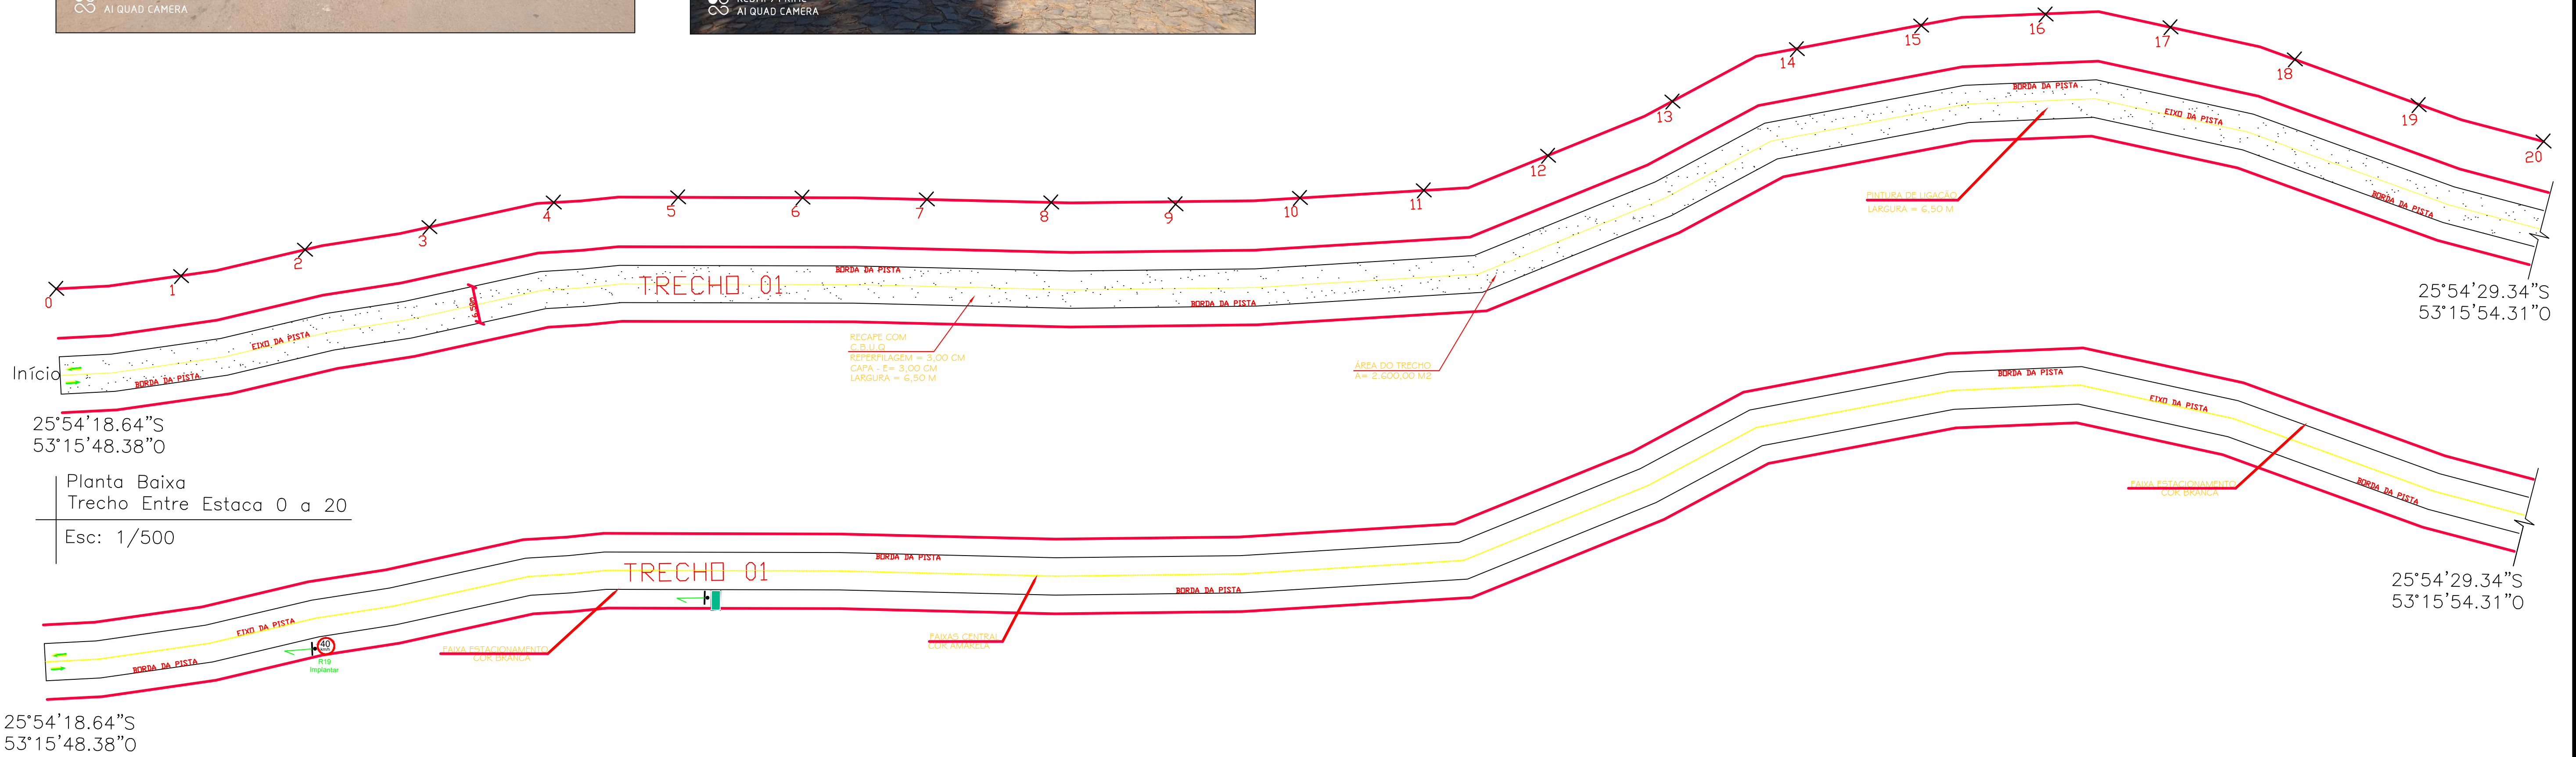 AI QUAD CAMERA
AI QUAD CAMERA
0
1
2
3
4
5
6
7
8
9
10
11
12
13
14
15
16
17
18
19
20
BORDA DA PISTA
EIXO DA PISTA
BORDA DA PISTA
PINTURA DE LIGAÇÃO
LARGURA = 6,50 M
TRECHO 01
BORDA DA PISTA
BORDA DA PISTA
6.50
EIXO DA PISTA
BORDA DA PISTA
Início
RECAPE COM
C.B.U.Q
REPERFILAGEM = 3,00 CM
CAPA - E= 3,00 CM
LARGURA = 6,50 M
ÁREA DO TRECHO
A= 2.600,00 M2
25°54'29.34"S
53°15'54.31"O
25°54'18.64"S
53°15'48.38"O
Planta Baixa
Trecho Entre Estaca 0 a 20
Esc: 1/500
BORDA DA PISTA
EIXO DA PISTA
BORDA DA PISTA
FAIXA ESTACIONAMENTO
COR BRANCA
TRECHO 01
BORDA DA PISTA
BORDA DA PISTA
EIXO DA PISTA
BORDA DA PISTA
40
km/h
R19
Implantar
FAIXA ESTACIONAMENTO
COR BRANCA
FAIXAS CENTRAL
COR AMARELA
25°54'29.34"S
53°15'54.31"O
25°54'18.64"S
53°15'48.38"O